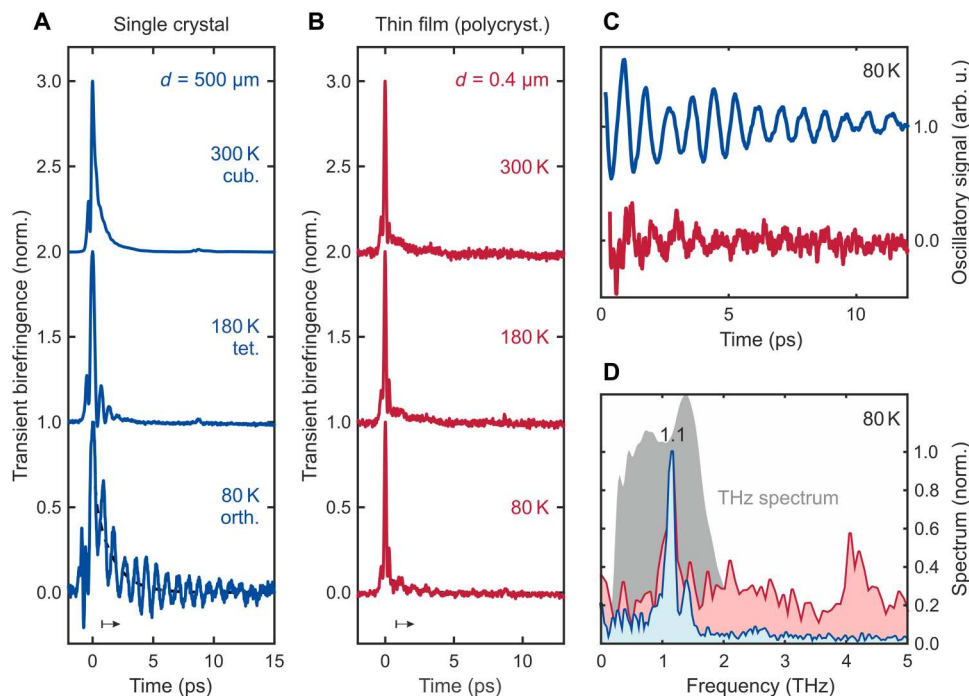 A
Single crystal
Transient birefringence (norm.)
3.0
2.5
2.0
1.5
1.0
0.5
0.0
d = 500 µm
300 K
cub.
180 K
tet.
80 K
orth.
0
5
10
15
Time (ps)
B
Thin film (polycryst.)
Transient birefringence (norm.)
3.0
2.5
2.0
1.5
1.0
0.5
0.0
d = 0.4 µm
300 K
180 K
80 K
0
5
10
Time (ps)
C
80 K
1.0
0.0
Oscillatory signal (arb. u.)
0
5
10
Time (ps)
D
80 K
1.1
THz spectrum
1.0
0.8
0.6
0.4
0.2
0.0
Spectrum (norm.)
0
1
2
3
4
5
Frequency (THz)